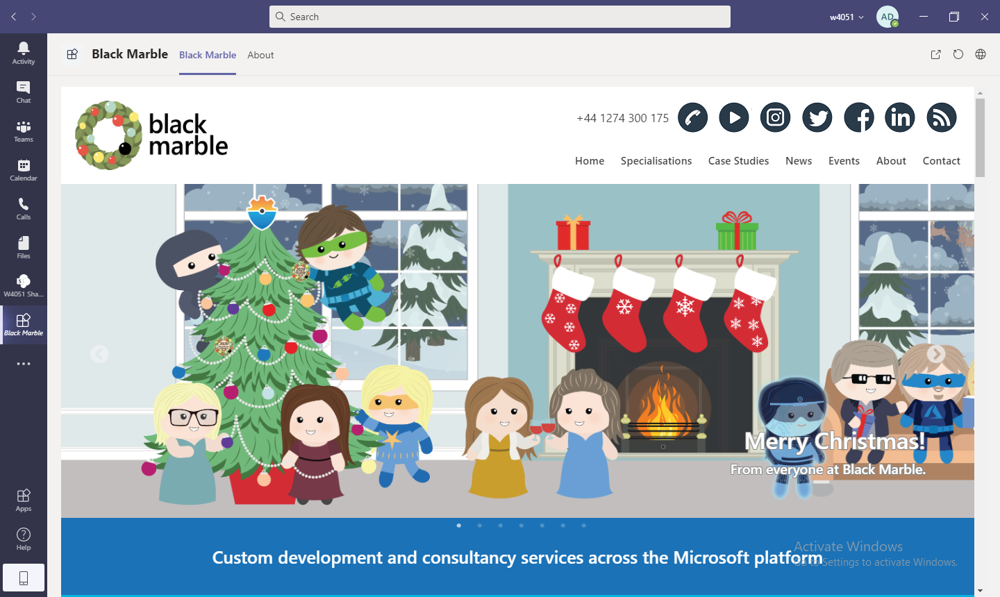 Search
w4051
AD
Activity
Chat
Teams
Calendar
Calls
Files
W4051 Sha...
Black Marble
Apps
Help
Black Marble
Black Marble
About
black
marble
+44 1274 300 175
Home
Specialisations
Case Studies
News
Events
About
Contact
2020
2020
Merry Christmas!
From everyone at Black Marble.
Custom development and consultancy services across the Microsoft platform
Activate Windows
Go to Settings to activate Windows.